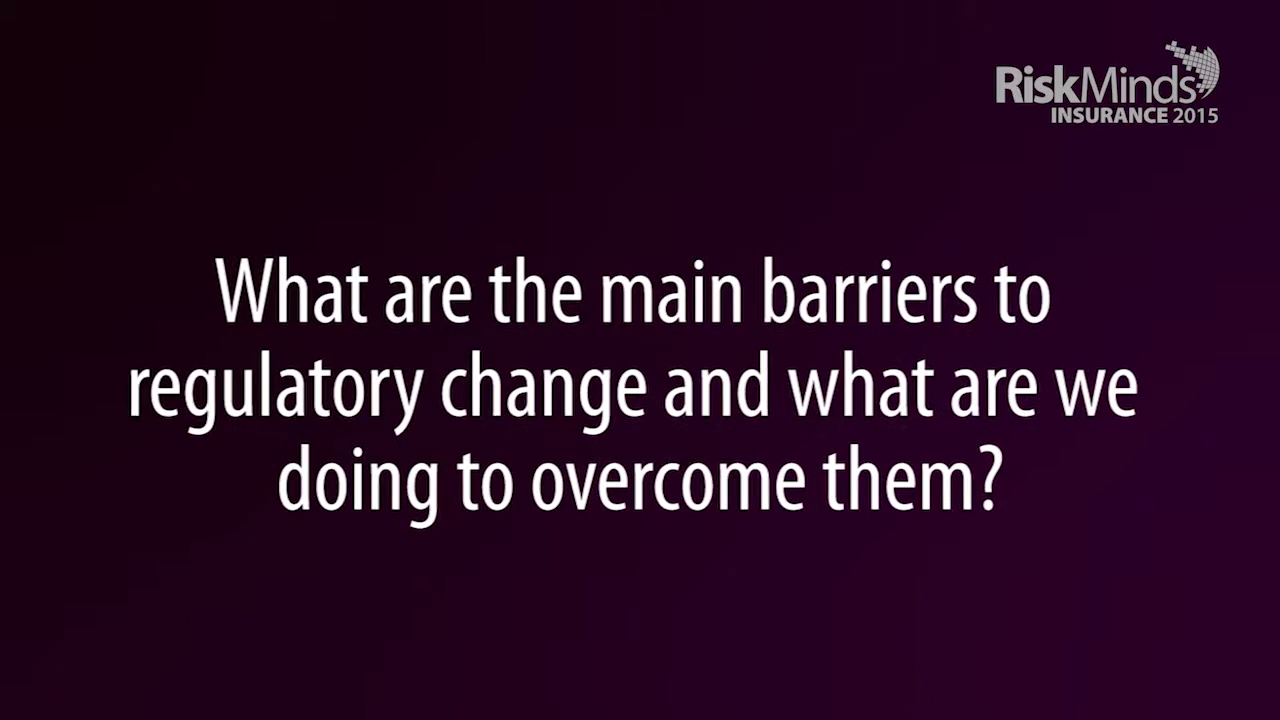 RiskMinds
INSURANCE 2015
What are the main barriers to
regulatory change and what are we
doing to overcome them?